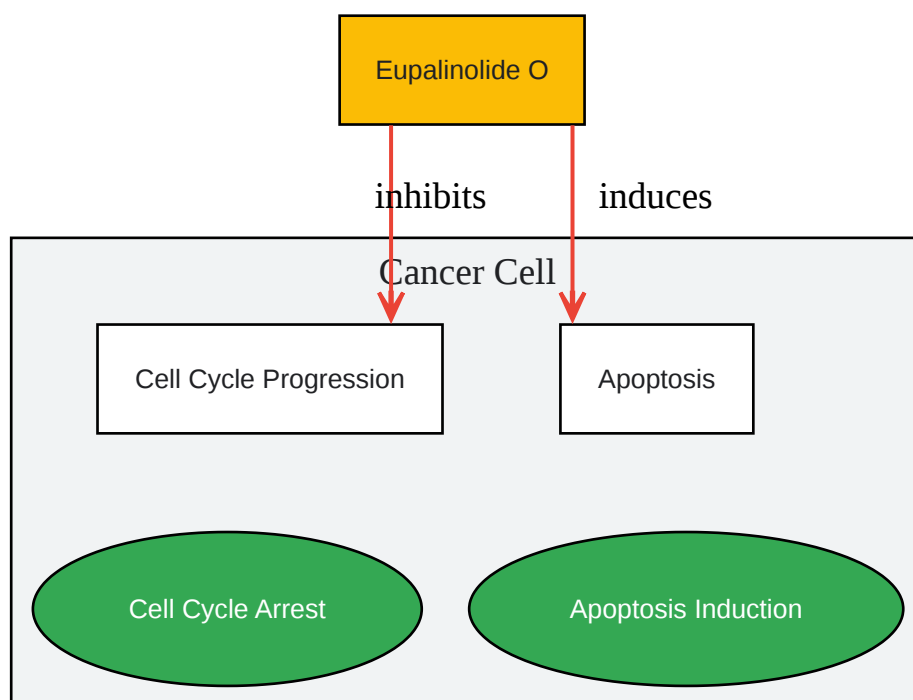 Eupalinolide O
inhibits
induces
Cancer Cell
Cell Cycle Progression
Apoptosis
Cell Cycle Arrest
Apoptosis Induction